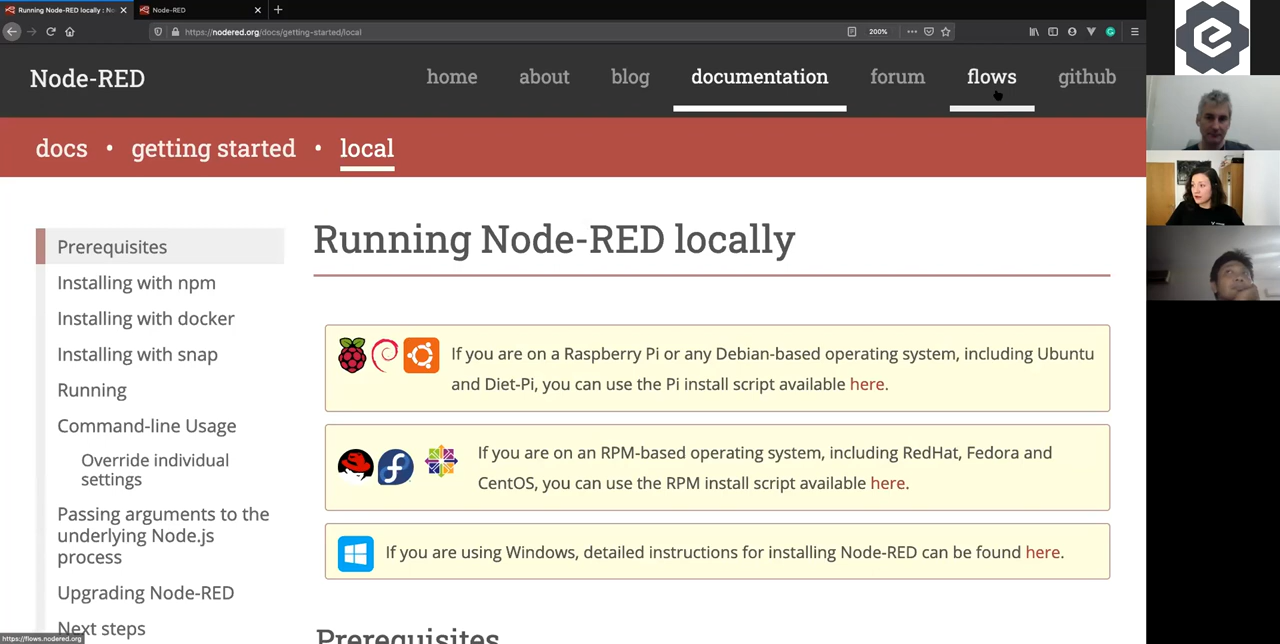 Running Node-RED locally : No
Node-RED
https://nodered.org/docs/getting-started/local
200%
Node-RED
home
about
blog
documentation
forum
flows
github
docs • getting started • local
Prerequisites
Installing with npm
Installing with docker
Installing with snap
Running
Command-line Usage
Override individual
settings
Passing arguments to the
underlying Node.js
process
Upgrading Node-RED
Next steps
Running Node-RED locally
If you are on a Raspberry Pi or any Debian-based operating system, including Ubuntu
and Diet-Pi, you can use the Pi install script available here.
If you are on an RPM-based operating system, including RedHat, Fedora and
CentOS, you can use the RPM install script available here.
If you are using Windows, detailed instructions for installing Node-RED can be found here.
Prerequisites
https://flows.nodered.org